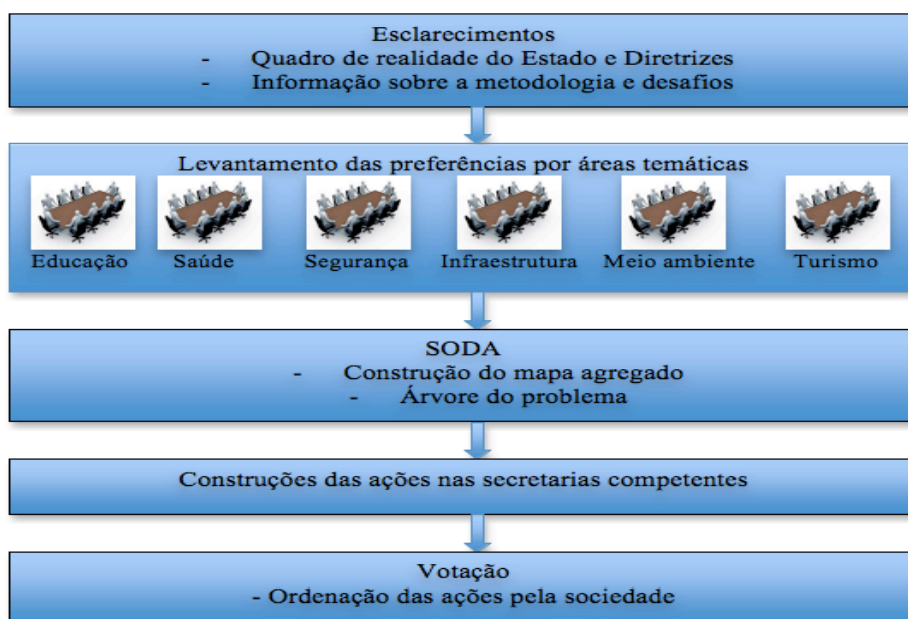 Esclarecimentos
- Quadro de realidade do Estado e Diretrizes
- Informação sobre a metodologia e desafios
Levantamento das preferências por áreas temáticas
Educação Saúde Segurança Infraestrutura Meio ambiente Turismo
SODA
- Construção do mapa agregado
- Árvore do problema
Construções das ações nas secretarias competentes
Votação
- Ordenação das ações pela sociedade